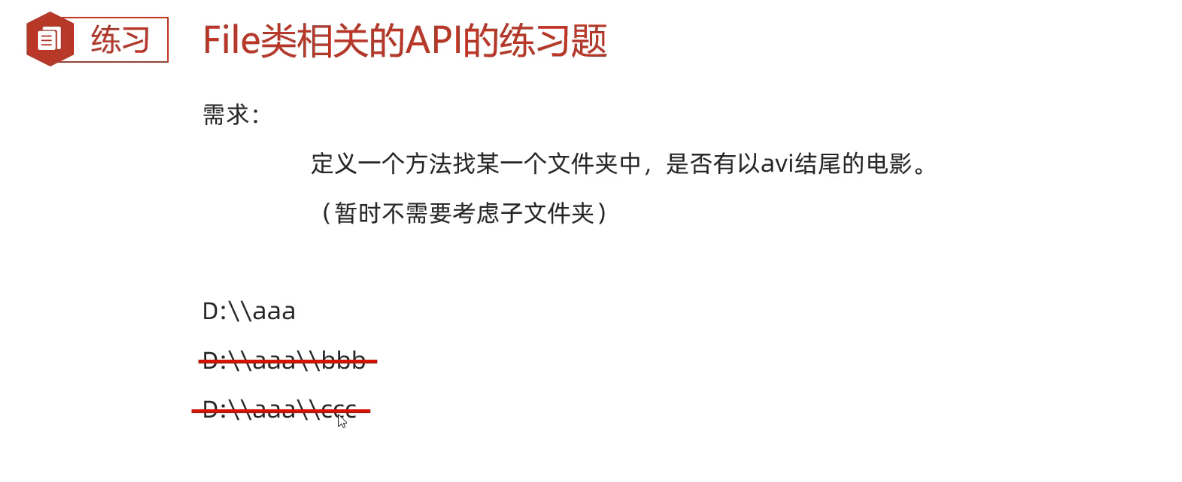 练习
File类相关的API的练习题
需求：
定义一个方法找某一个文件夹中，是否有以avi结尾的电影。
（暂时不需要考虑子文件夹）
D:\\aaa
D:\\aaa\\bbb
D:\\aaa\\ccc